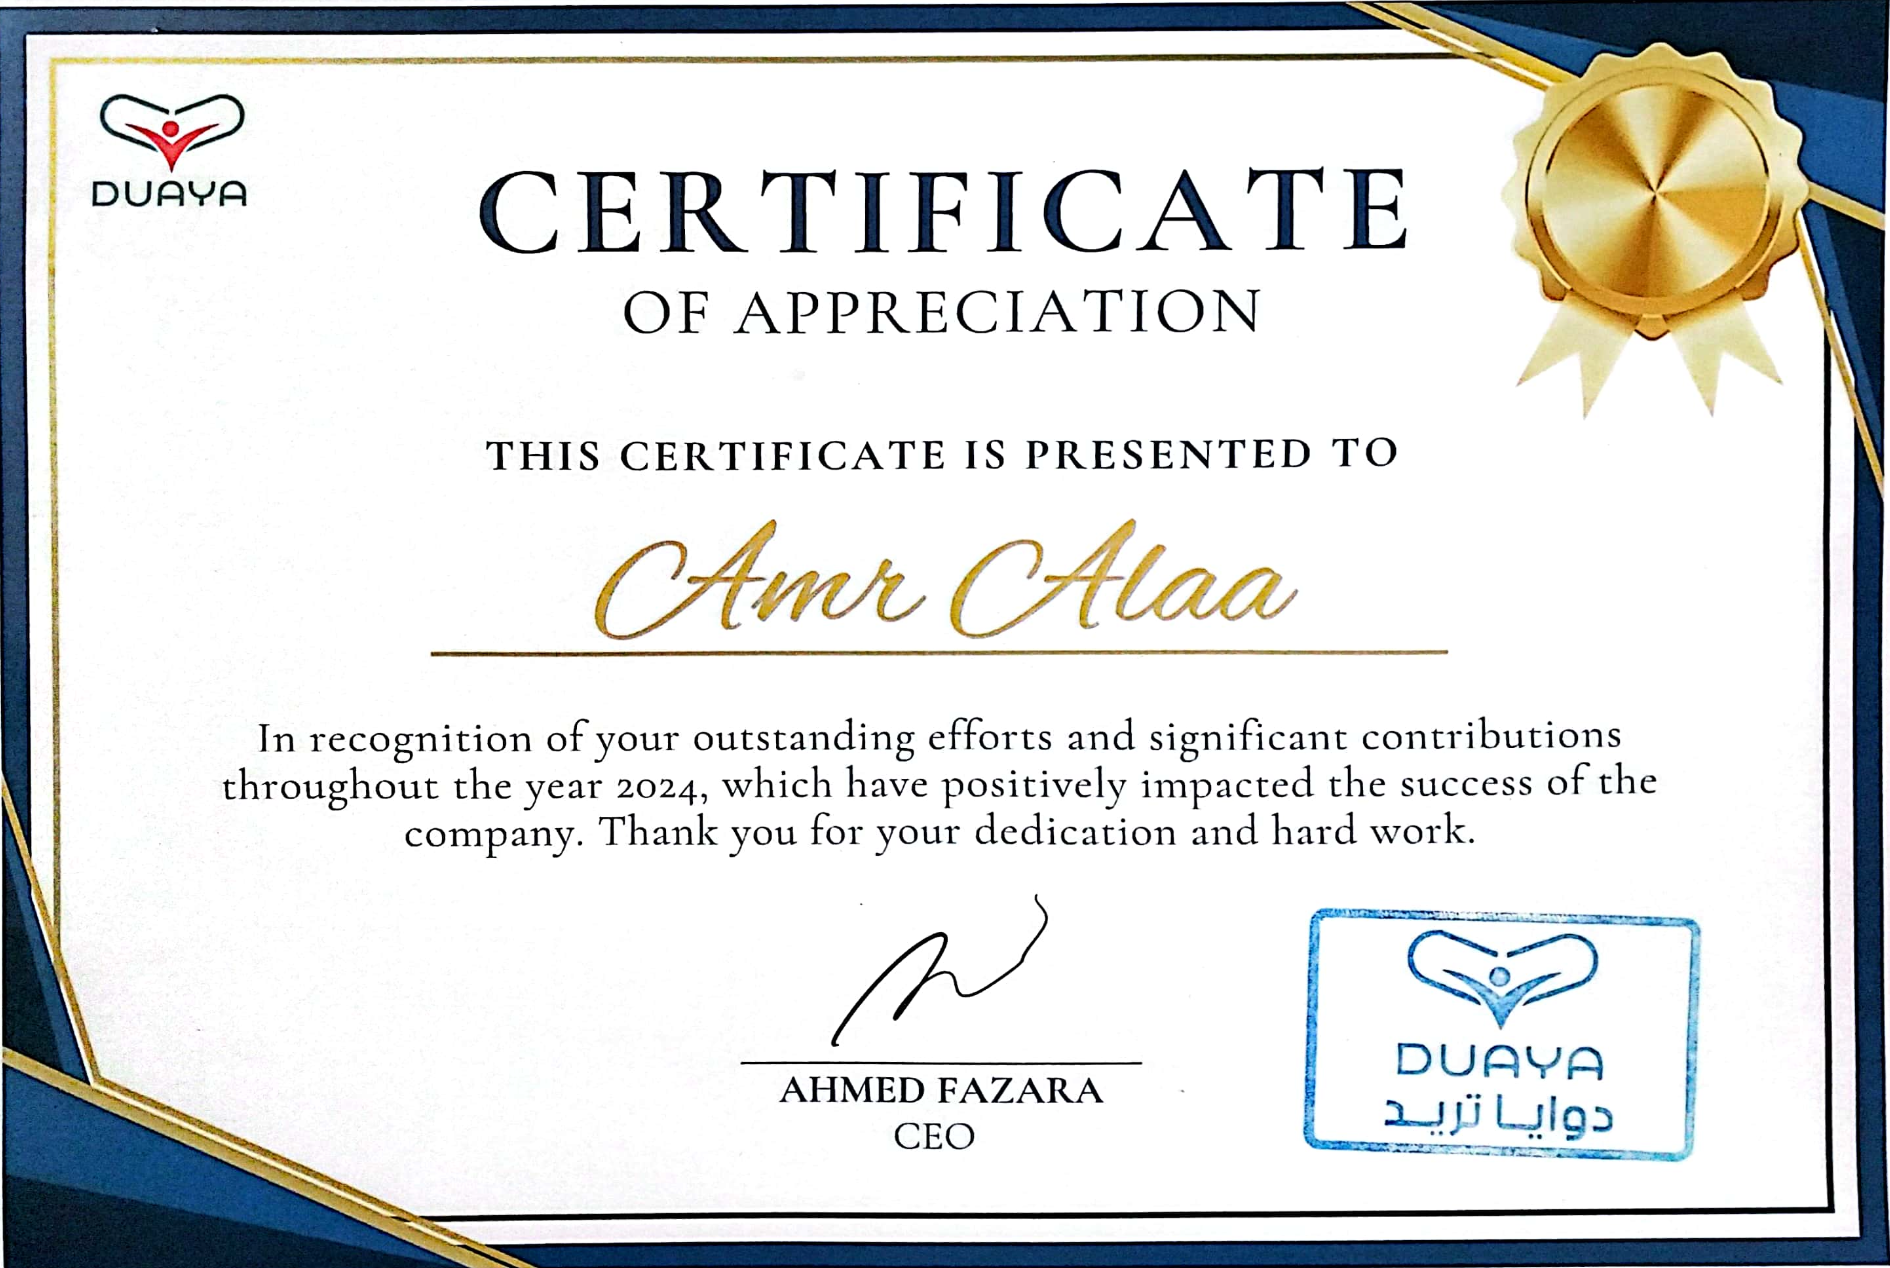 DUAYA
CERTIFICATE
OF APPRECIATION
THIS CERTIFICATE IS PRESENTED TO
Amr Alaa
In recognition of your outstanding efforts and significant contributions
throughout the year 2024, which have positively impacted the success of the
company. Thank you for your dedication and hard work.
AHMED FAZARA
CEO
DUAYA
دوايا تريد